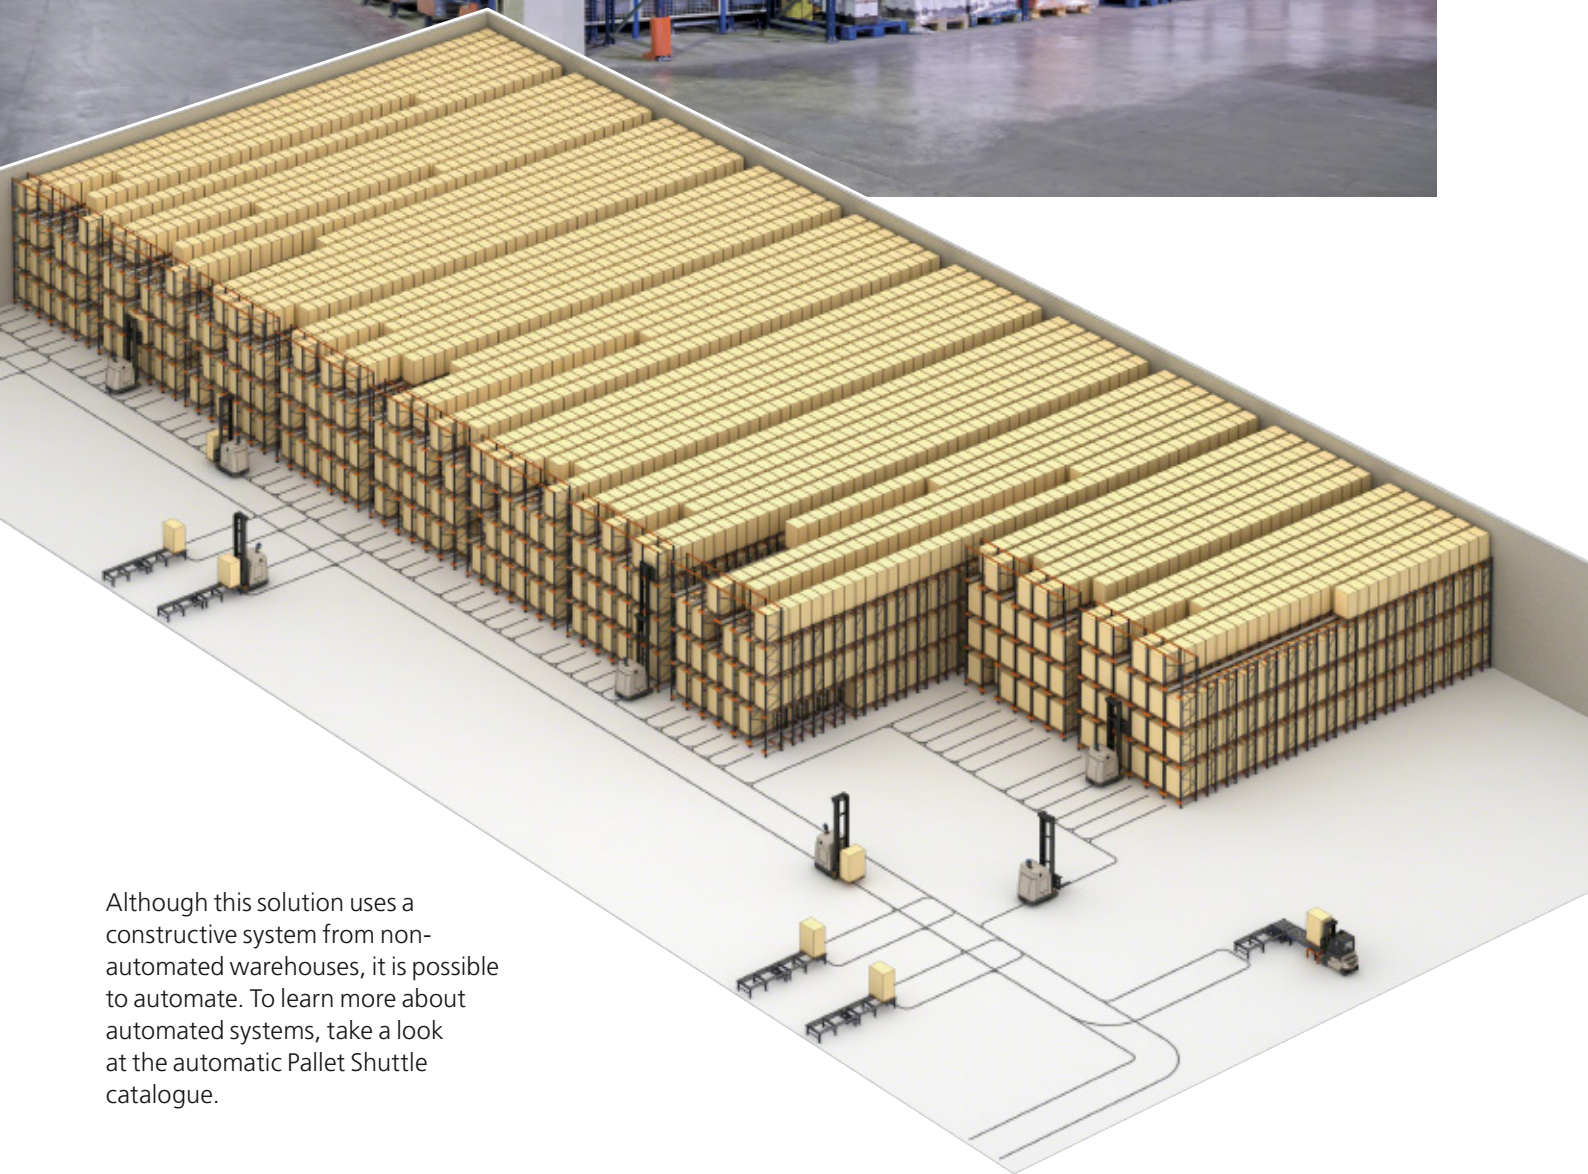 Although this solution uses a
constructive system from non-
automated warehouses, it is possible
to automate. To learn more about
automated systems, take a look
at the automatic Pallet Shuttle
catalogue.